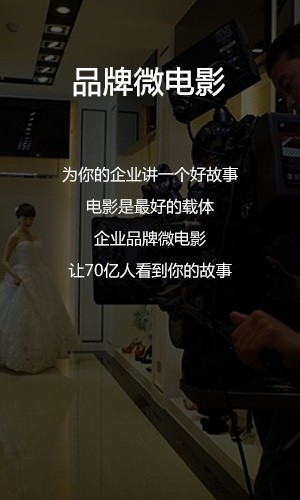 品牌微电影
为你的企业讲一个好故事
电影是最好的载体
企业品牌微电影
让70亿人看到你的故事